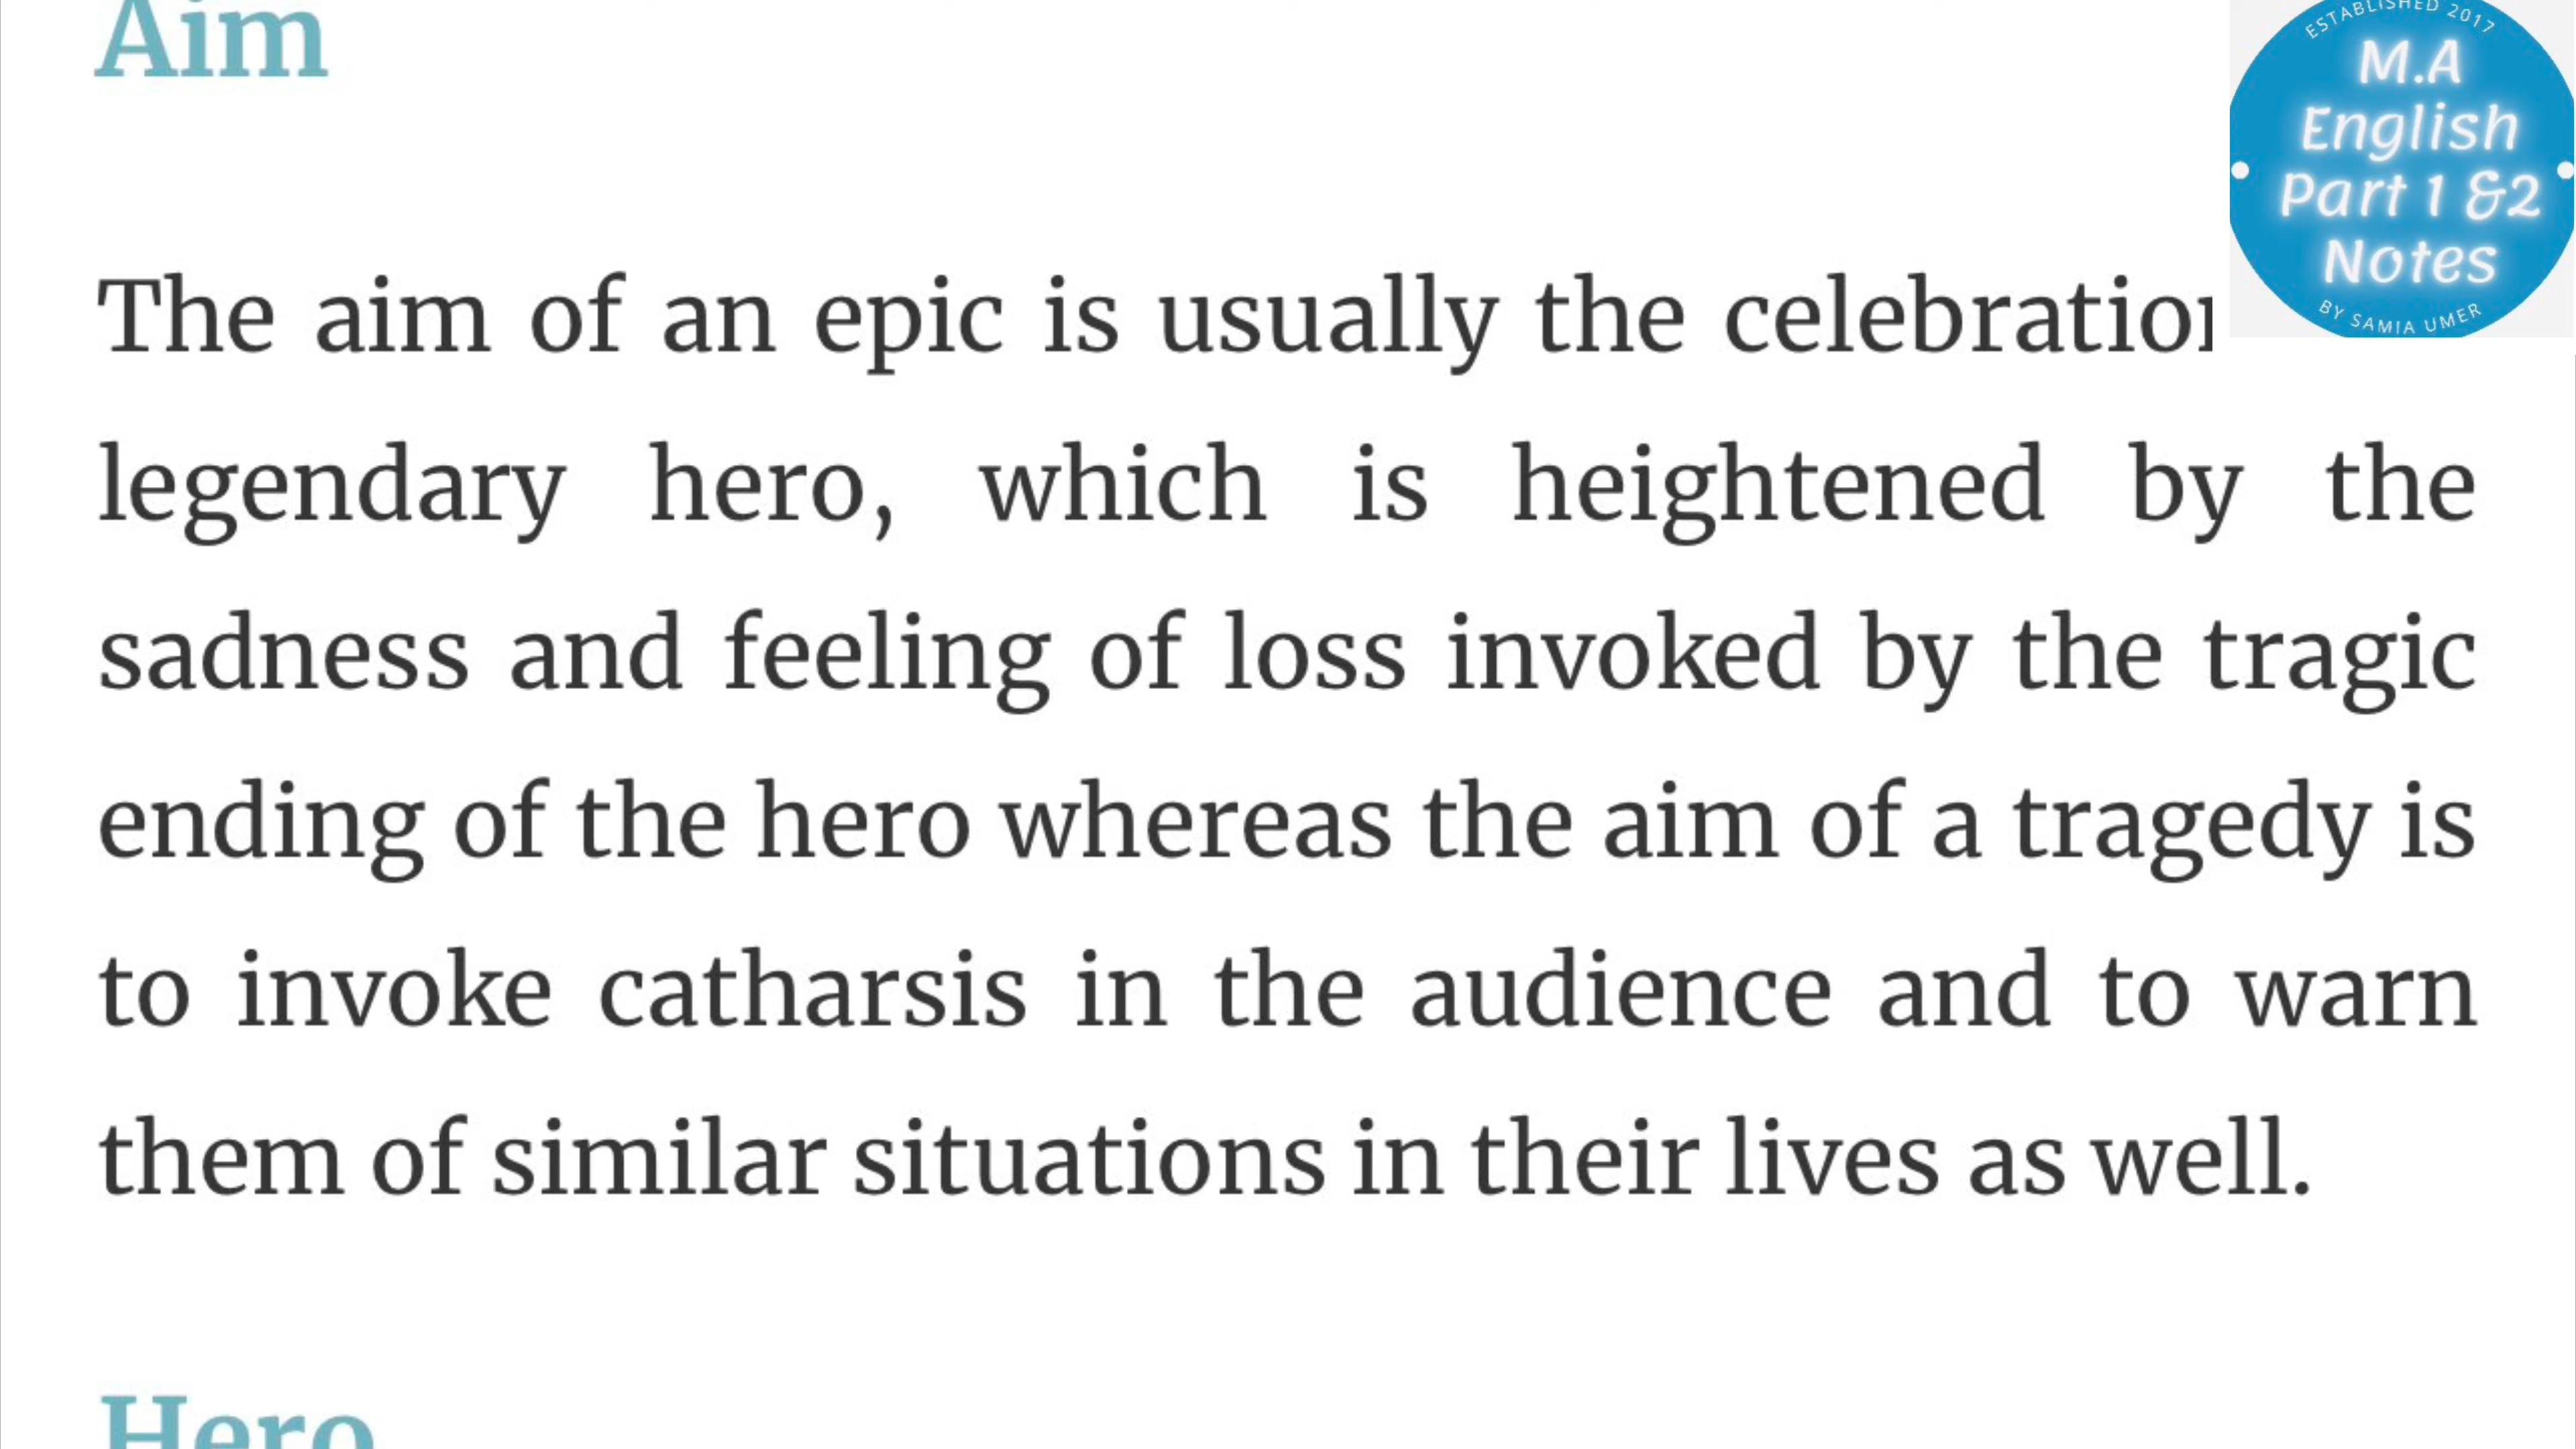 Aim
ESTABLISHED 2017
M.A
English
Part 1 &2
Notes
BY SAMIA UMER
The aim of an epic is usually the celebration
legendary hero, which is heightened by the
sadness and feeling of loss invoked by the tragic
ending of the hero whereas the aim of a tragedy is
to invoke catharsis in the audience and to warn
them of similar situations in their lives as well.
Hero